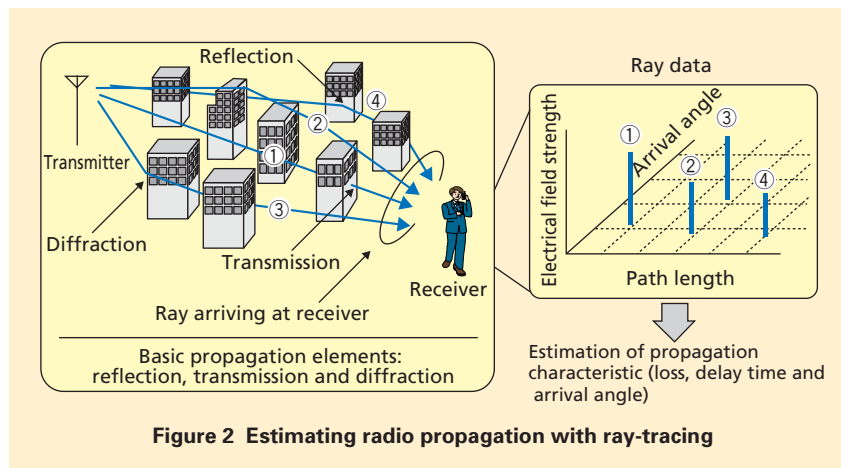 Reflection
④
②
①
Transmitter
③
Diffraction
Transmission
Receiver
Ray arriving at receiver
Basic propagation elements:
reflection, transmission and diffraction
Ray data
Electrical field strength
Arrival angle
①
③
②
④
Path length
Estimation of propagation
characteristic (loss, delay time and
arrival angle)
Figure 2 Estimating radio propagation with ray-tracing